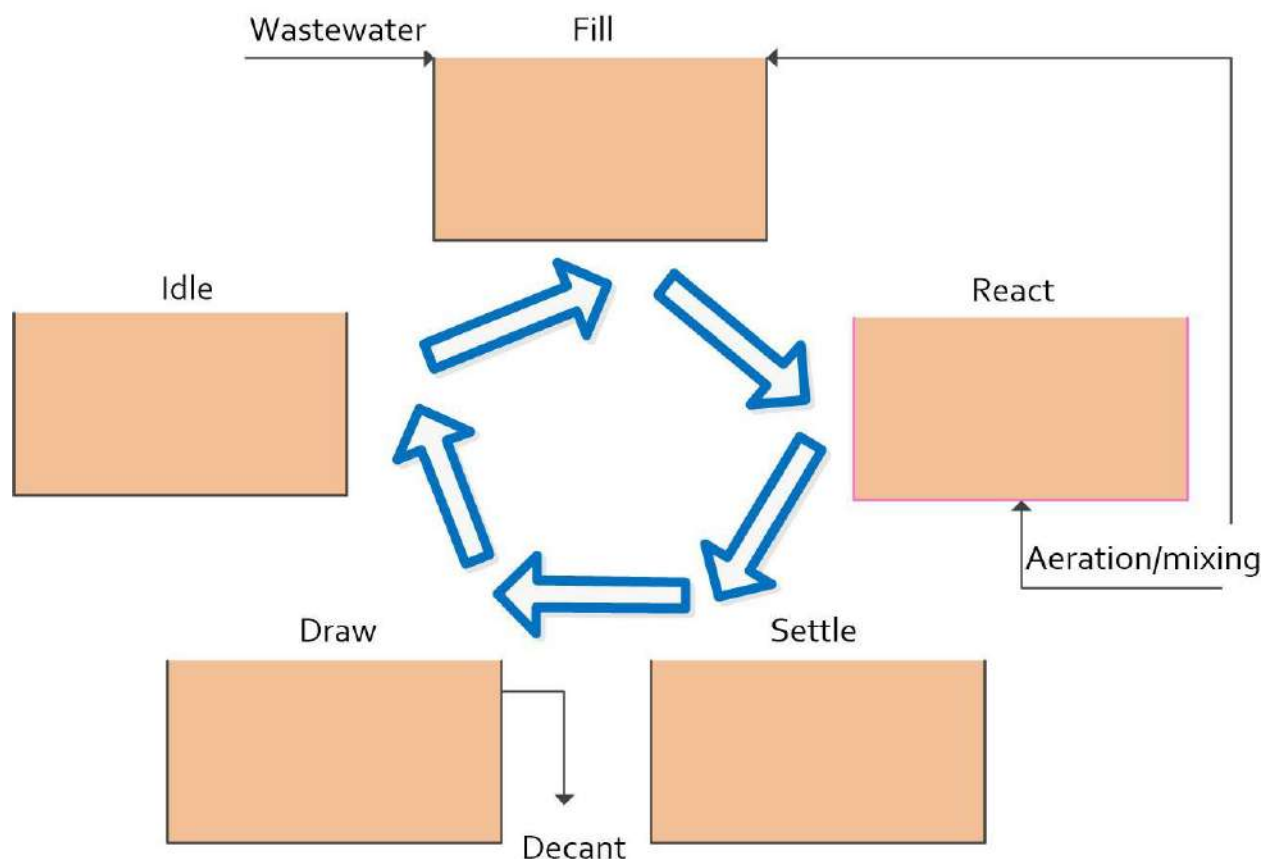 Wastewater
Fill
Idle
React
Aeration/mixing
Draw
Settle
Decant